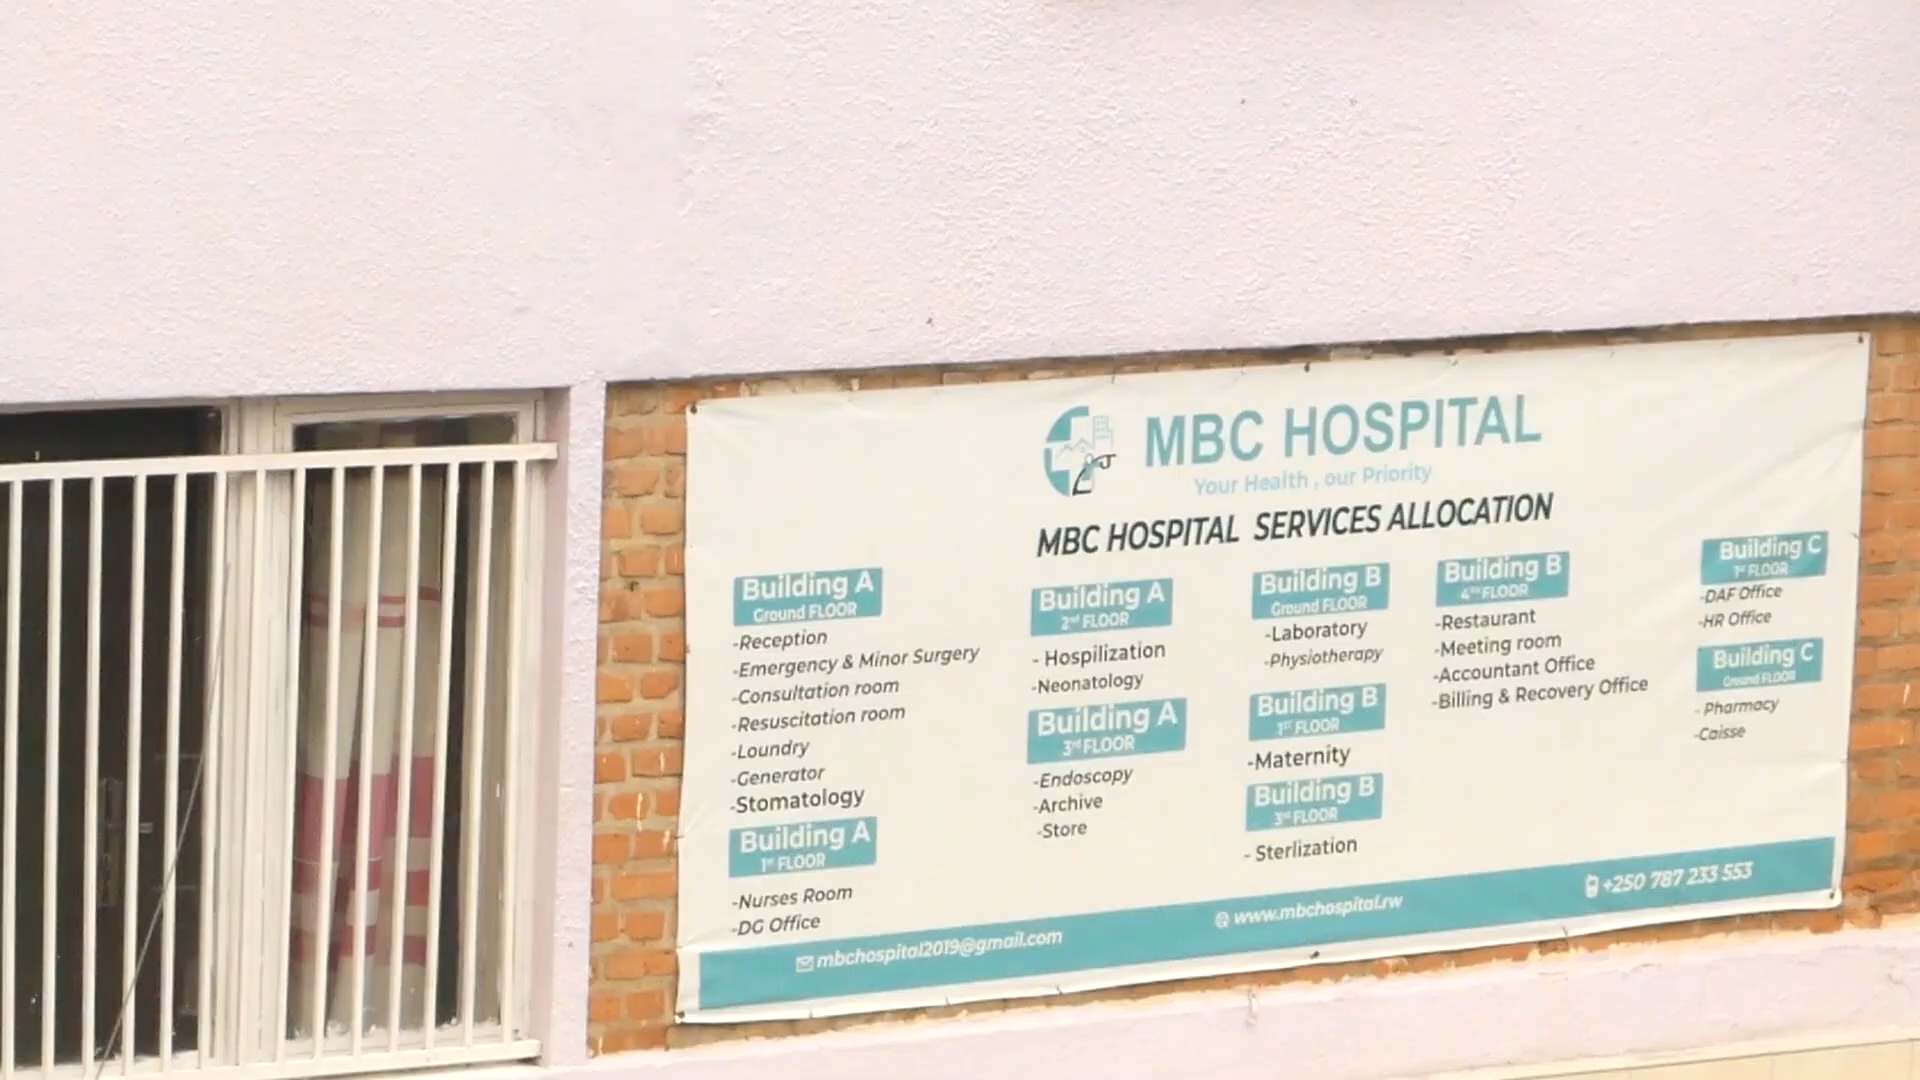 MBC HOSPITAL
Your Health , our Priority
MBC HOSPITAL SERVICES ALLOCATION
Building A
Ground FLOOR
-Reception
-Emergency & Minor Surgery
-Consultation room
-Resuscitation room
-Loundry
-Generator
-Stomatology
Building A
1st FLOOR
-Nurses Room
-DG Office
Building A
2nd FLOOR
- Hospilization
-Neonatology
Building A
3rd FLOOR
-Endoscopy
-Archive
-Store
Building B
Ground FLOOR
-Laboratory
-Physiotherapy
Building B
1ST FLOOR
-Maternity
Building B
3rd FLOOR
- Sterlization
Building B
4TH FLOOR
-Restaurant
-Meeting room
-Accountant Office
-Billing & Recovery Office
Building C
1st FLOOR
-DAF Office
-HR Office
Building C
Ground FLOOR
- Pharmacy
-Caisse
mbchospital2019@gmail.com
www.mbchospital.rw
+250 787 233 553